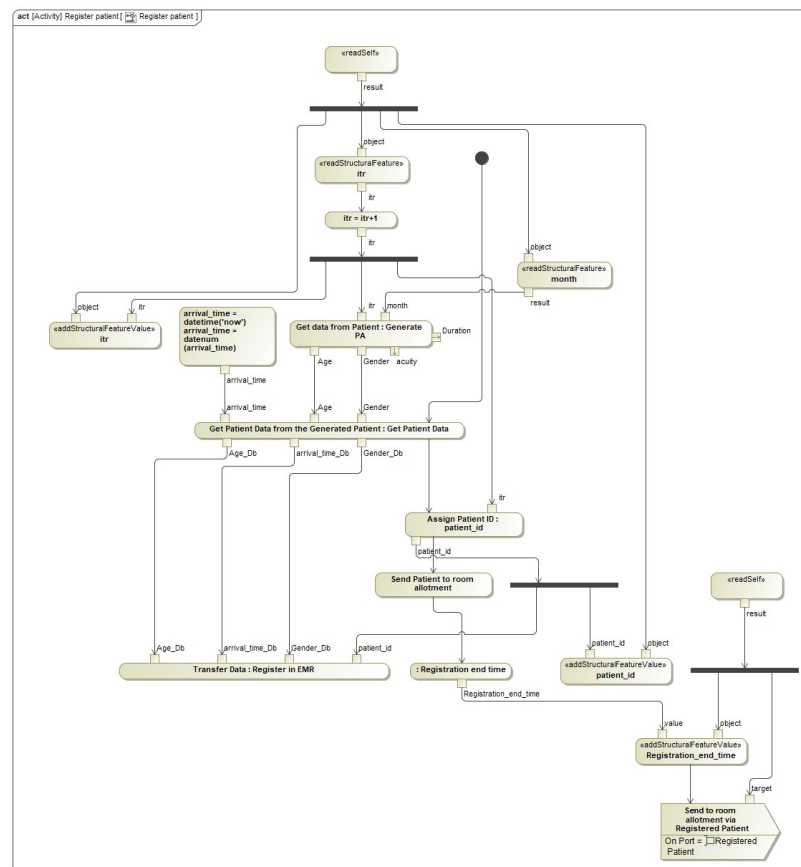 act [Activity] Register patient [ Register patient ]
«readSelf»
result
object
«readStructuralFeature»
itr
itr
itr = itr+1
itr
object
«readStructuralFeature»
month
result
object
itr
«addStructuralFeatureValue»
itr
arrival_time =
datetime('now')
arrival_time =
datenum
(arrival_time)
arrival_time
itr
month
Get data from Patient : Generate
PA
Duration
Age
Gender
acuity
arrival_time
Age
Gender
Get Patient Data from the Generated Patient : Get Patient Data
Age_Db
arrival_time_Db
Gender_Db
itr
Assign Patient ID :
patient_id
patient_id
Send Patient to room
allotment
«readSelf»
result
Age_Db
arrival_time_Db
Gender_Db
patient_id
Transfer Data : Register in EMR
: Registration end time
Registration_end_time
patient_id
object
«addStructuralFeatureValue»
patient_id
value
object
«addStructuralFeatureValue»
Registration_end_time
target
Send to room
allotment via
Registered Patient
On Port = Registered
Patient